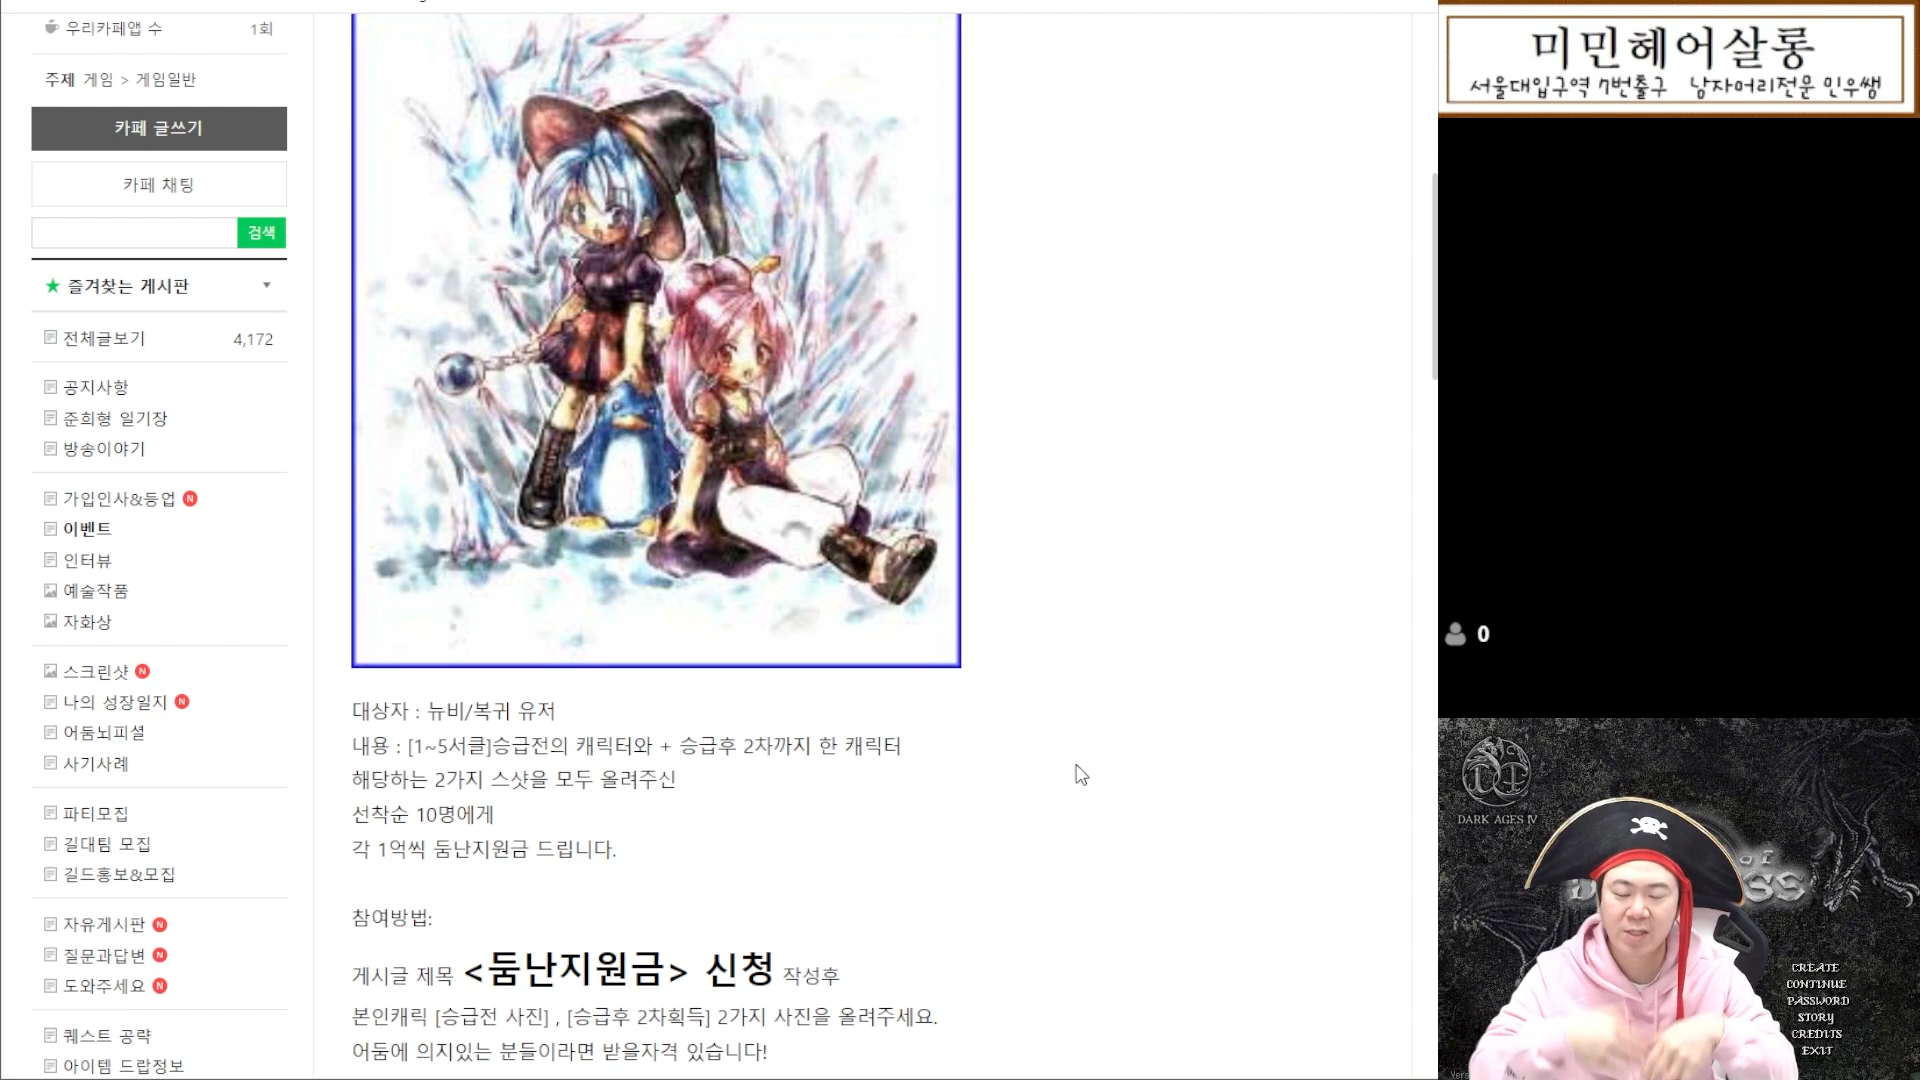 우리카페앱 수 1회
주제 게임 > 게임일반
카페 글쓰기
카페 채팅
검색
★ 즐겨찾는 게시판
전체글보기 4,172
공지사항
준희형 일기장
방송이야기
가입인사&등업 N
이벤트
인터뷰
예술작품
자화상
스크린샷 N
나의 성장일지 N
어둠뇌피셜
사기사례
파티모집
길대팀 모집
길드홍보&모집
자유게시판 N
질문과답변 N
도와주세요 N
퀘스트 공략
아이템 드랍정보
대상자 : 뉴비/복귀 유저
내용 : [1~5서클]승급전의 캐릭터와 + 승급후 2차까지 한 캐릭터
해당하는 2가지 스샷을 모두 올려주신
선착순 10명에게
각 1억씩 둠난지원금 드립니다.
참여방법:
게시글 제목 <둠난지원금> 신청 작성후
본인캐릭 [승급전 사진] , [승급후 2차획득] 2가지 사진을 올려주세요.
어둠에 의지있는 분들이라면 받을자격 있습니다!
미민헤어살롱
서울대입구역 7번출구 남자머리전문 민우쌤
0
DARK AGES IV
of
CREATE
CONTINUE
PASSWORD
STORY
CREDITS
EXIT